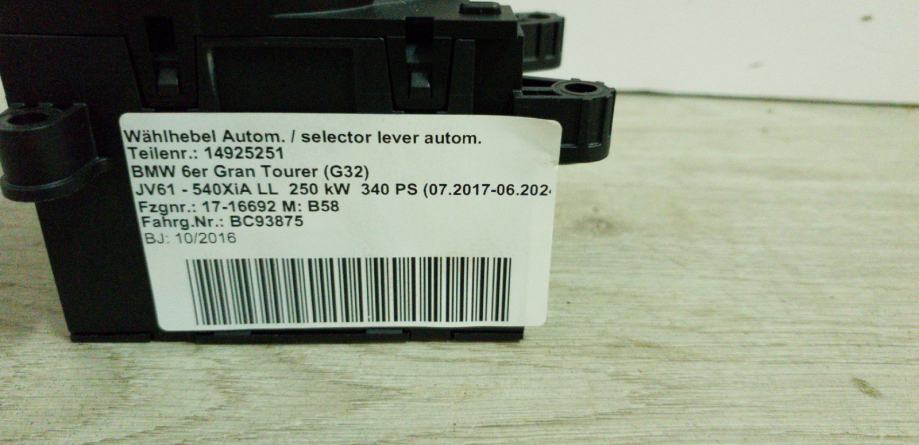 Wählhebel Autom. / selector lever autom.
Teilenr.: 14925251
BMW 6er Gran Tourer (G32)
JV61 - 540XiA LL 250 kW 340 PS (07.2017-06.202
Fzgnr.: 17-16692 M: B58
Fahrg.Nr.: BC93875
BJ: 10/2016